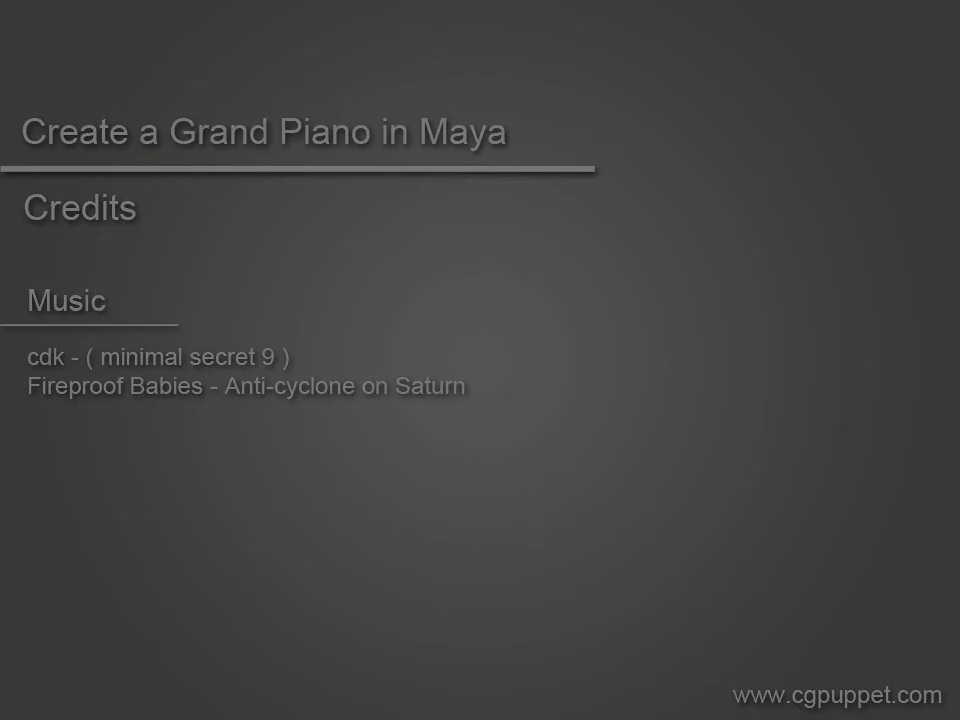 Create a Grand Piano in Maya
Credits
Music
cdk - ( minimal secret 9 )
Fireproof Babies - Anti-cyclone on Saturn
www.cgpuppet.com